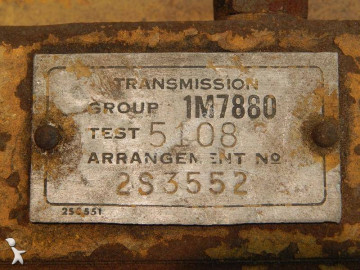 TRANSMISSION
GROUP 1M7880
TEST 5108
ARRANGEMENT Nº
2S3552